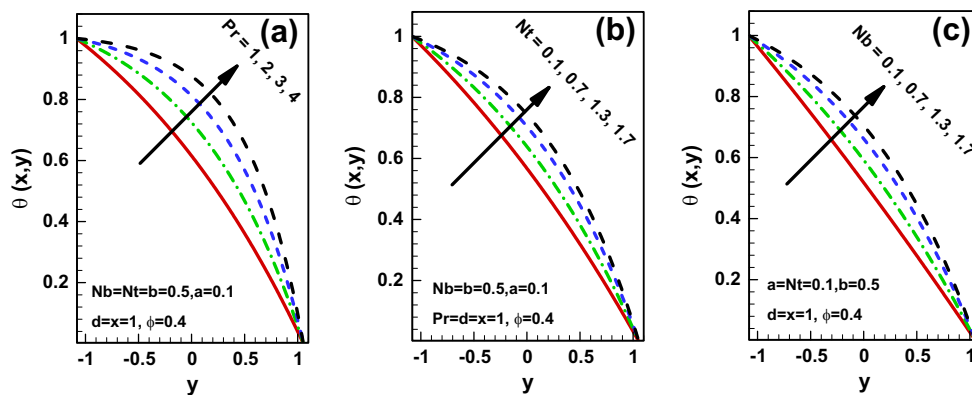 (a)
Pr = 1, 2, 3, 4
θ (x,y)
1
0.8
0.6
0.4
0.2
Nb=Nt=b=0.5,a=0.1
d=x=1, ϕ=0.4
-1 -0.5 0 0.5 1
y
(b)
Nt = 0.1, 0.7, 1.3, 1.7
θ (x,y)
1
0.8
0.6
0.4
0.2
Nb=b=0.5,a=0.1
Pr=d=x=1, ϕ=0.4
-1 -0.5 0 0.5 1
y
(c)
Nb = 0.1, 0.7, 1.3, 1.7
θ (x,y)
1
0.8
0.6
0.4
0.2
a=Nt=0.1,b=0.5
d=x=1, ϕ=0.4
-1 -0.5 0 0.5 1
y